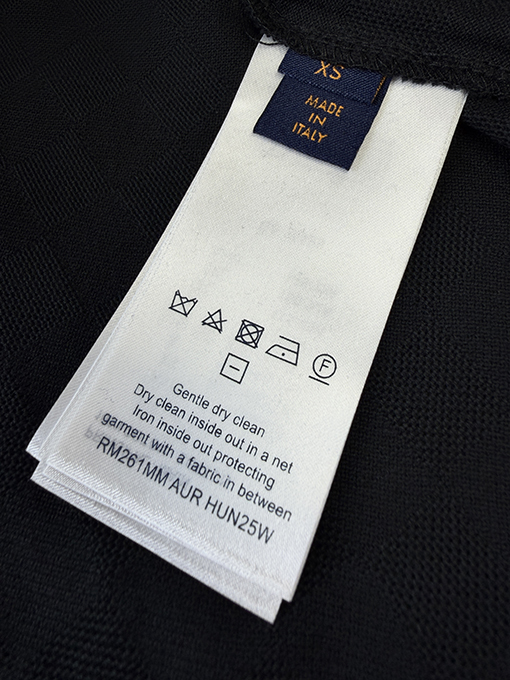 XS
MADE
IN
ITALY
F
Gentle dry clean
Dry clean inside out in a net
Iron inside out protecting
garment with a fabric in between
RM261MM AUR HUN25W